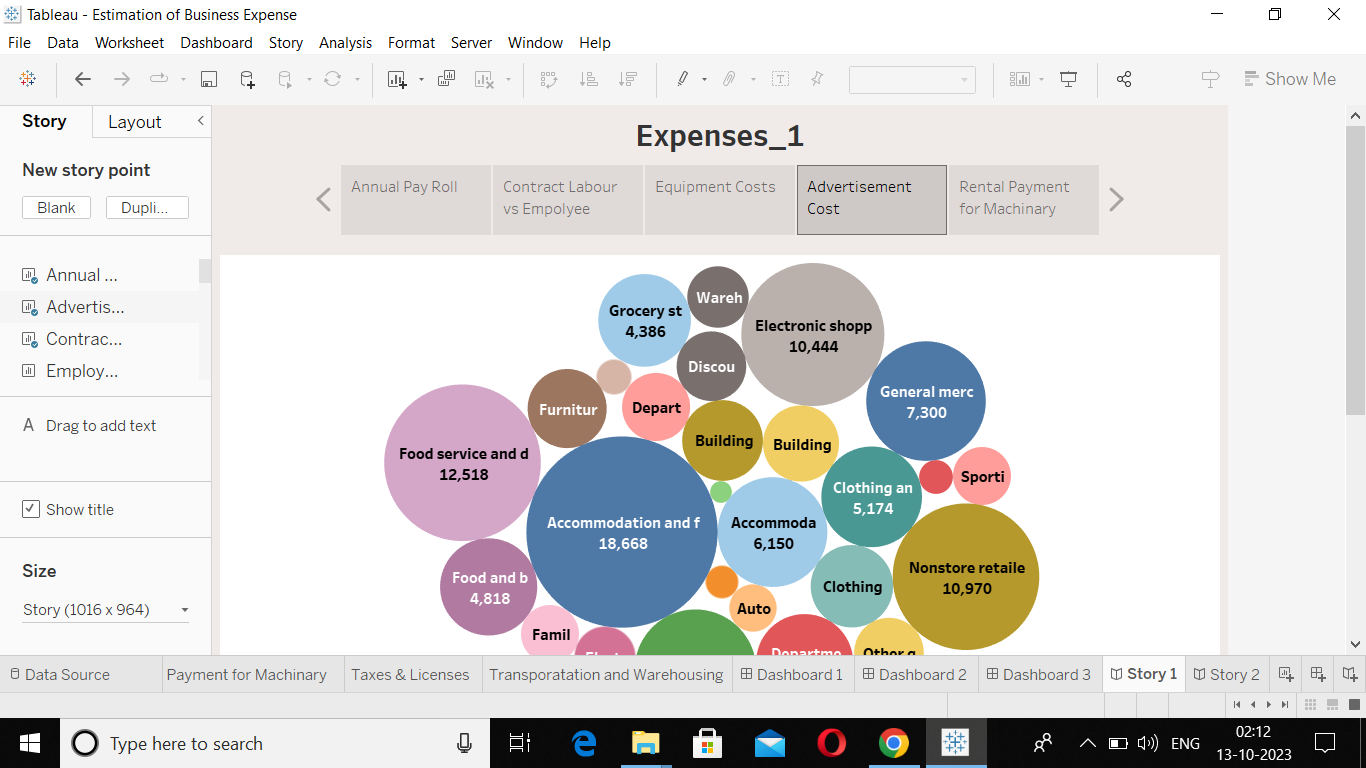 Tableau - Estimation of Business Expense
File Data Worksheet Dashboard Story Analysis Format Server Window Help
Show Me
Story Layout
New story point
Blank Dupli...
Annual ...
Advertis...
Contrac...
Employ...
A Drag to add text
Show title
Size
Story (1016 x 964)
Expenses_1
Annual Pay Roll
Contract Labour
vs Empolyee
Equipment Costs
Advertisement
Cost
Rental Payment
for Machinary
Grocery st
4,386
Wareh
Electronic shopp
10,444
Discou
General merc
7,300
Furnitur
Depart
Building
Building
Food service and d
12,518
Clothing an
5,174
Sporti
Accommodation and f
18,668
Accommoda
6,150
Nonstore retaile
10,970
Food and b
4,818
Clothing
Auto
Famil
Departme
Other g
Data Source Payment for Machinary Taxes & Licenses Transporatation and Warehousing Dashboard 1 Dashboard 2 Dashboard 3 Story 1 Story 2
Type here to search
ENG
02:12
13-10-2023